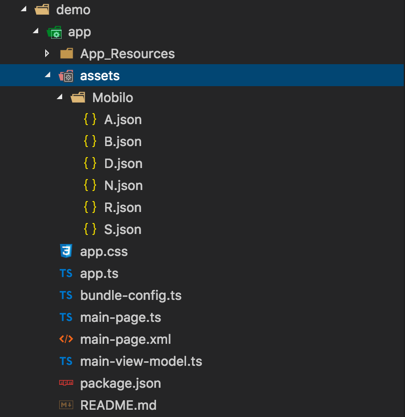 demo
app
App_Resources
assets
Mobilo
{ } A.json
{ } B.json
{ } D.json
{ } N.json
{ } R.json
{ } S.json
app.css
TS app.ts
TS bundle-config.ts
TS main-page.ts
main-page.xml
TS main-view-model.ts
package.json
README.md